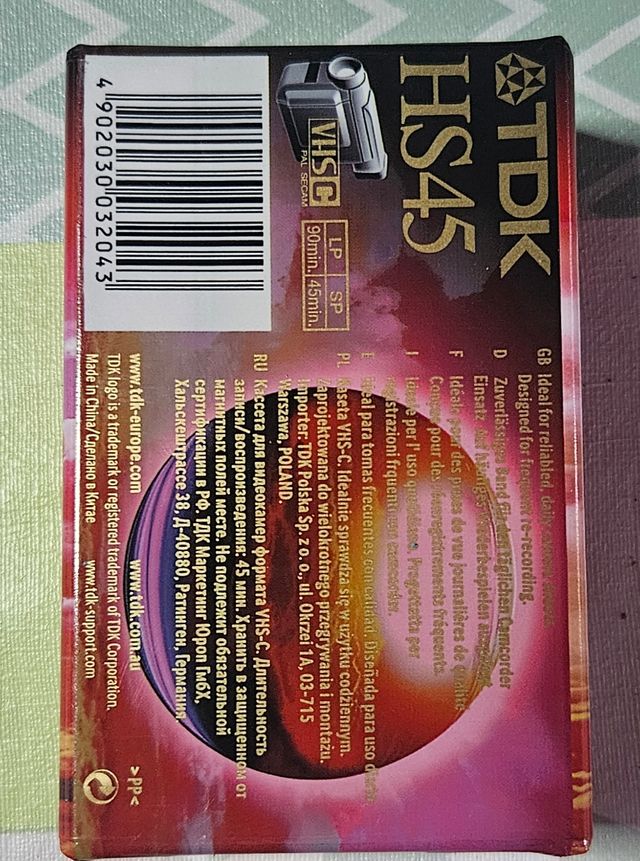 TDK
HS45
VHS C
PAL SECAM
LP SP
90min. 45min.
4 902030 032043
GB Ideal for reliabled, daily camera
Designed for frequent re-recording.
D Zuverlässiges Band für den täglichen Camcorder
Einsatz
F Idéale pour des prises de vue journalières de qualité.
Conçue pour des réenregistrements fréquents.
I Ideale per l'uso quotidiano. Progettata per
registrazioni frequenti con camcorder.
E Ideal para tomas frecuentes con calidad. Diseñada para uso
PL Kaseta VHS-C. Idealnie sprawdza się w użytku codziennym.
Zaprojektowana do wielokrotnego przegrywania i montażu.
Importer: TDK Polska Sp. z o.o., ul. Okrzei 1A, 03-715
Warszawa, POLAND.
RU Кассета для видеокамер формата VHS-C. Длительность
записи/воспроизведения: 45 мин. Хранить в защищенном от
магнитных полей месте. Не подлежит обязательной
сертификации в РФ. ТДК Маркетинг Юроп ГмбХ,
Хальскештрассе 38, Д-40880, Ратинген, Германия
www.tdk-europe.com www.tdk.com.au
TDK logo is a trademark or registered trademark of TDK Corporation.
Made in China/Сделано в Китае www.tdk-support.com
>PP<